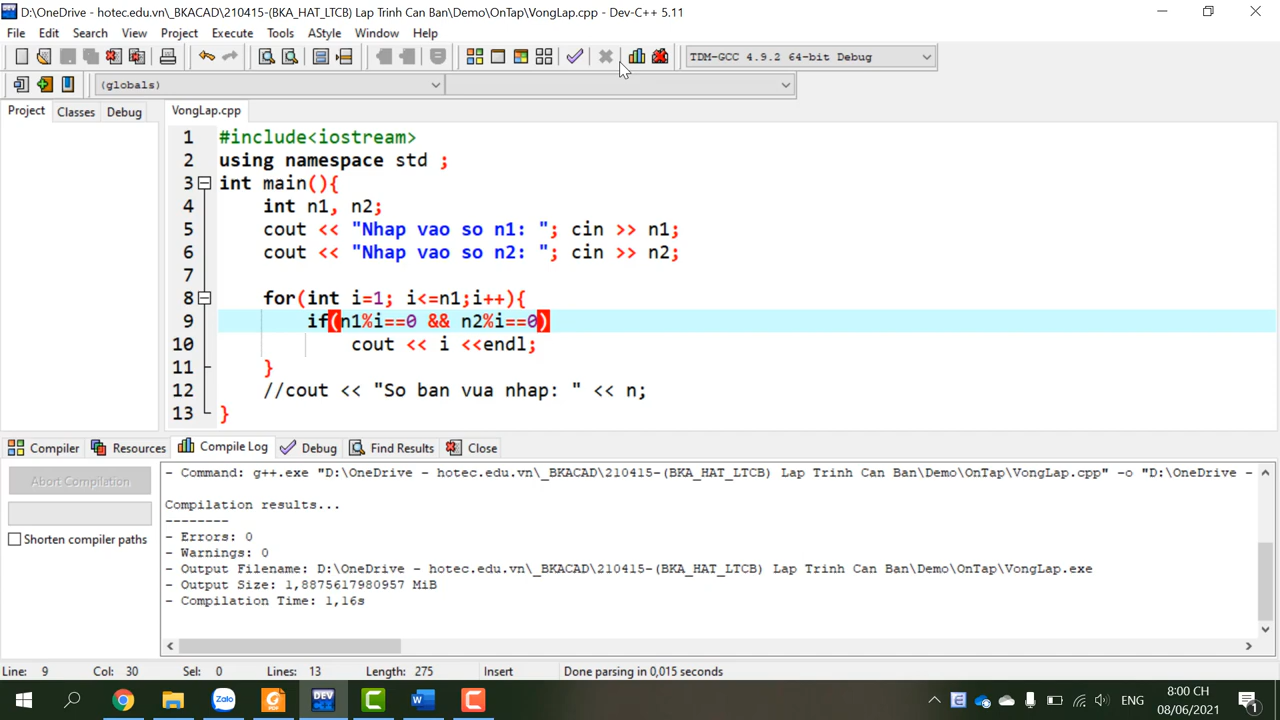 D:\OneDrive - hotec.edu.vn\_BKACAD\210415-(BKA_HAT_LTCB) Lap Trinh Can Ban\Demo\OnTap\VongLap.cpp - Dev-C++ 5.11
File Edit Search View Project Execute Tools AStyle Window Help
TDM-GCC 4.9.2 64-bit Debug
(globals)
Project Classes Debug VongLap.cpp
1 #include<iostream>
2 using namespace std ;
3 int main(){
4 int n1, n2;
5 cout << "Nhap vao so n1: "; cin >> n1;
6 cout << "Nhap vao so n2: "; cin >> n2;
7
8 for(int i=1; i<=n1;i++){
9 if(n1%i==0 && n2%i==0)
10 cout << i <<endl;
11 }
12 //cout << "So ban vua nhap: " << n;
13 }
Compiler Resources Compile Log Debug Find Results Close
Abort Compilation
Shorten compiler paths
- Command: g++.exe "D:\OneDrive - hotec.edu.vn\_BKACAD\210415-(BKA_HAT_LTCB) Lap Trinh Can Ban\Demo\OnTap\VongLap.cpp" -o "D:\OneDrive -
Compilation results...
--------
- Errors: 0
- Warnings: 0
- Output Filename: D:\OneDrive - hotec.edu.vn\_BKACAD\210415-(BKA_HAT_LTCB) Lap Trinh Can Ban\Demo\OnTap\VongLap.exe
- Output Size: 1,8875617980957 MiB
- Compilation Time: 1,16s
Line: 9 Col: 30 Sel: 0 Lines: 13 Length: 275 Insert Done parsing in 0,015 seconds
Zalo
DEV
ENG
8:00 CH
08/06/2021
1